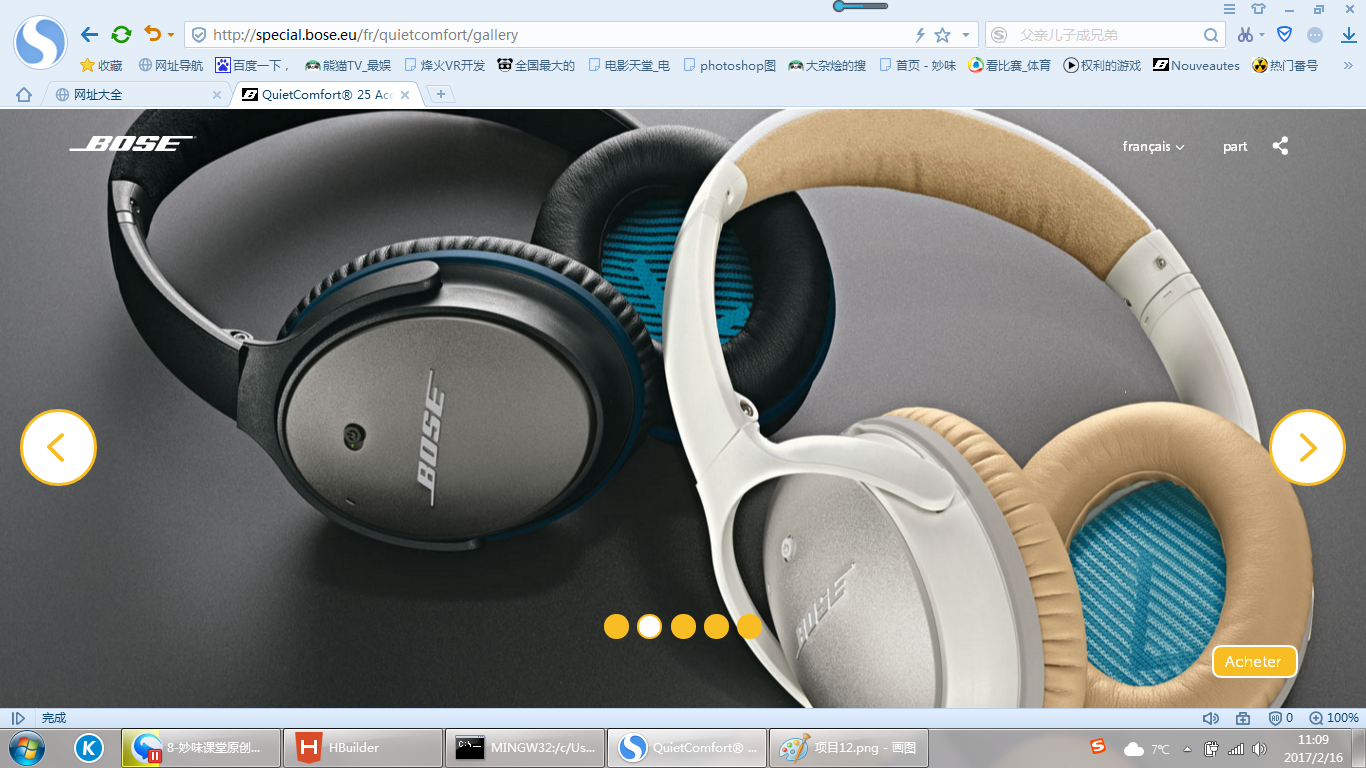 http://special.bose.eu/fr/quietcomfort/gallery
父亲儿子成兄弟
收藏 网址导航 百度一下， 熊猫TV_最娱 烽火VR开发 全国最大的 电影天堂_电 photoshop图 大杂烩的搜 首页 - 妙味 看比赛_体育 权利的游戏 Nouveautes 热门番号
网址大全 QuietComfort® 25 Acc
BOSE
français part
BOSE
BOSE
Acheter
完成 0 100%
8-妙味课堂原创... HBuilder MINGW32:/c/Us... QuietComfort® ... 项目12.png - 画图 7℃
11:09
2017/2/16